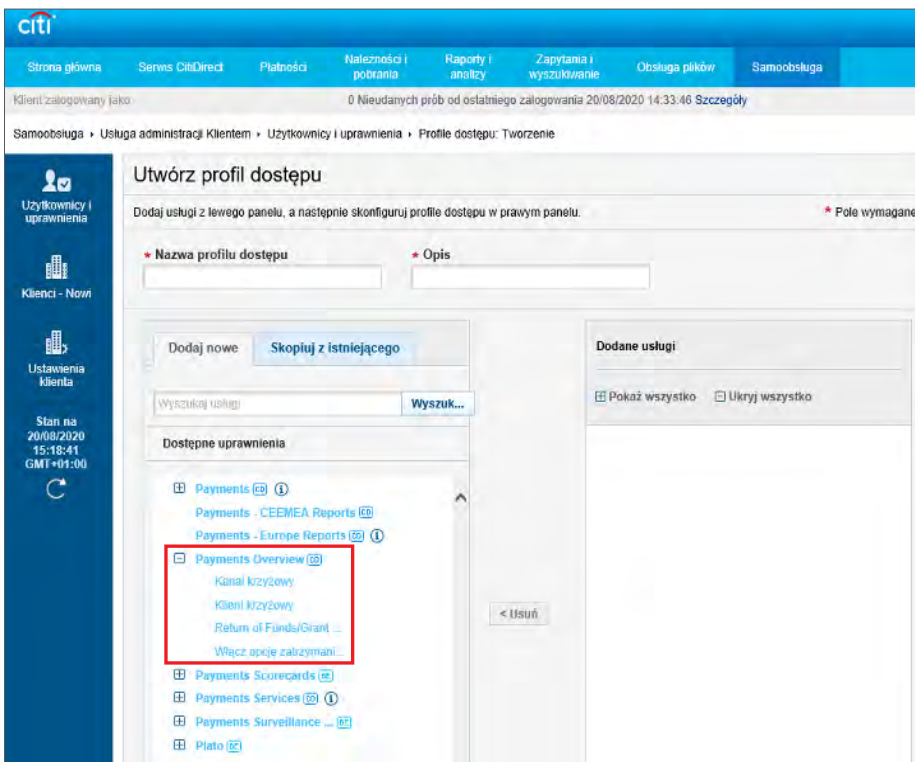 citi
Strona główna
Serwis CitiDirect
Płatności
Należności i
pobrania
Raporty i
analizy
Zapytania i
wyszukiwanie
Obsługa plików
Samoobsługa
Klient zalogowany jako
0 Nieudanych prób od ostatniego zalogowania 20/08/2020 14:33:46 Szczegóły
Samoobsługa › Usługa administracji Klientem › Użytkownicy i uprawnienia › Profile dostępu: Tworzenie
Użytkownicy i
uprawnienia
Klienci - Nowi
Ustawienia
klienta
Stan na
20/08/2020
15:18:41
GMT+01:00
Utwórz profil dostępu
Dodaj usługi z lewego panelu, a następnie skonfiguruj profile dostępu w prawym panelu.
* Pole wymagane
* Nazwa profilu dostępu
* Opis
Dodaj nowe
Skopiuj z istniejącego
Wyszukaj usługi
Wyszuk...
Dostępne uprawnienia
Payments CD
Payments - CEEMEA Reports CD
Payments - Europe Reports CD
Payments Overview CD
Kanał krzyżowy
Klient krzyżowy
Return of Funds/Grant ...
Włącz opcję zatrzymani...
Payments Scorecards BE
Payments Services CD
Payments Surveillance ... BE
Plato BE
< Usuń
Dodane usługi
Pokaż wszystko
Ukryj wszystko